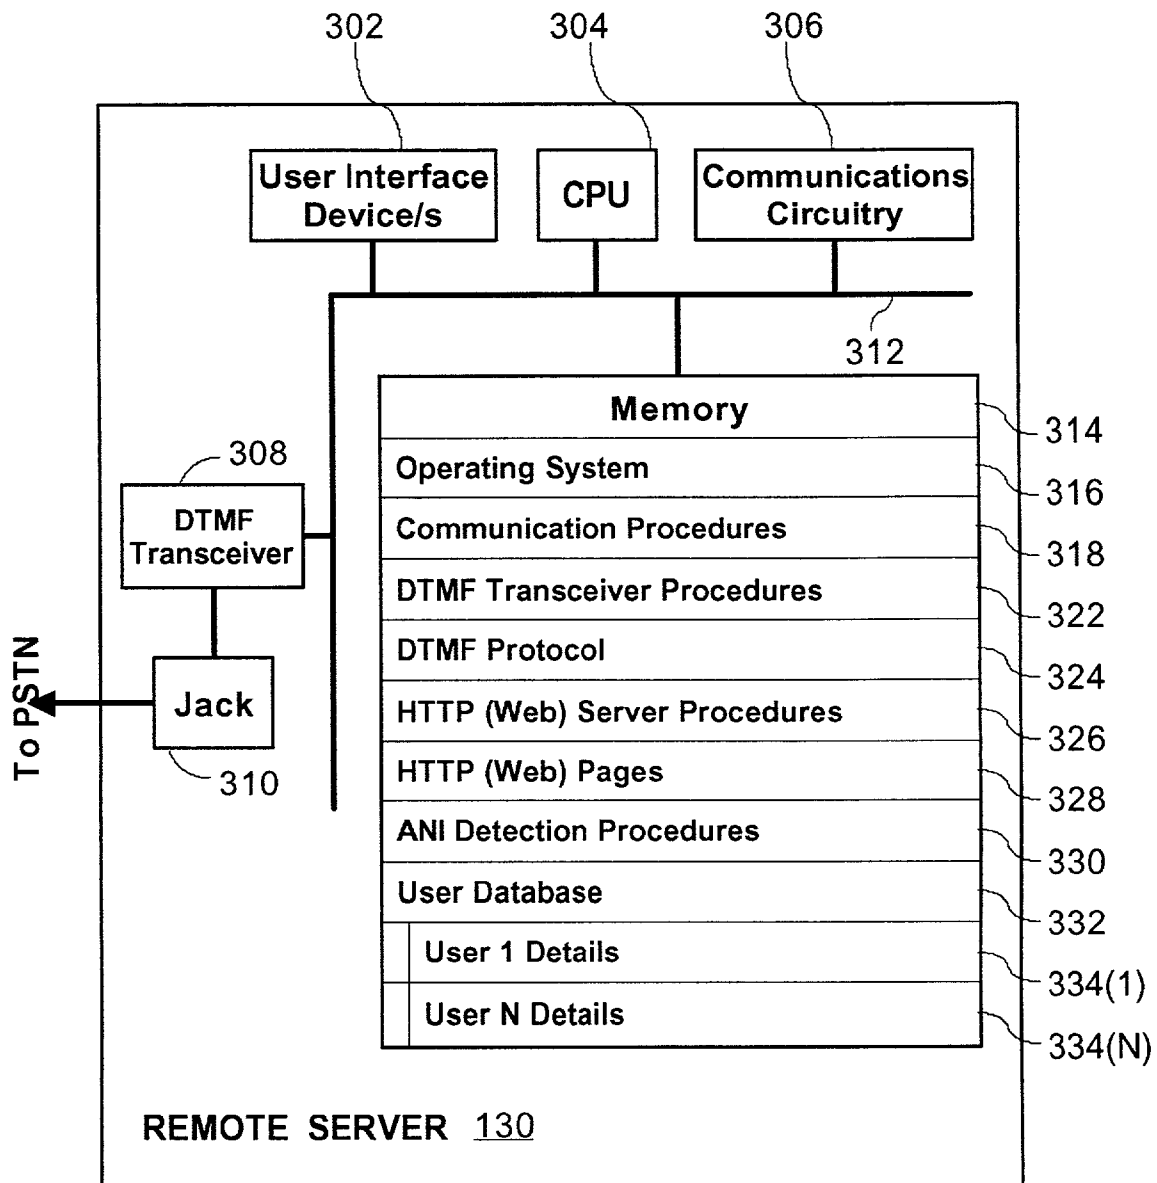 302
304
306
User Interface
Device/s
CPU
Communications
Circuitry
312
Memory
314
Operating System
316
Communication Procedures
318
DTMF Transceiver Procedures
322
DTMF Protocol
324
HTTP (Web) Server Procedures
326
HTTP (Web) Pages
328
ANI Detection Procedures
330
User Database
332
User 1 Details
334(1)
User N Details
334(N)
308
DTMF
Transceiver
Jack
310
To PSTN
REMOTE SERVER 130